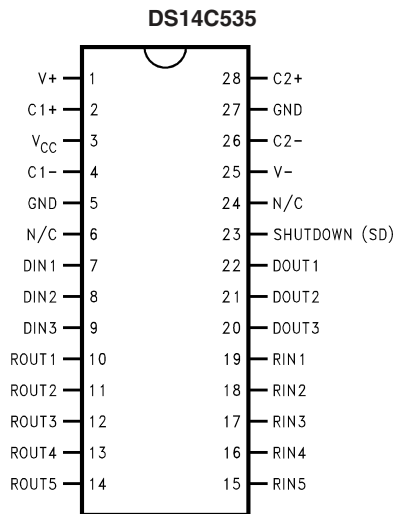 DS14C535
V+ 1 28 C2+
C1+ 2 27 GND
VCC 3 26 C2-
C1- 4 25 V-
GND 5 24 N/C
N/C 6 23 SHUTDOWN (SD)
DIN1 7 22 DOUT1
DIN2 8 21 DOUT2
DIN3 9 20 DOUT3
ROUT1 10 19 RIN1
ROUT2 11 18 RIN2
ROUT3 12 17 RIN3
ROUT4 13 16 RIN4
ROUT5 14 15 RIN5